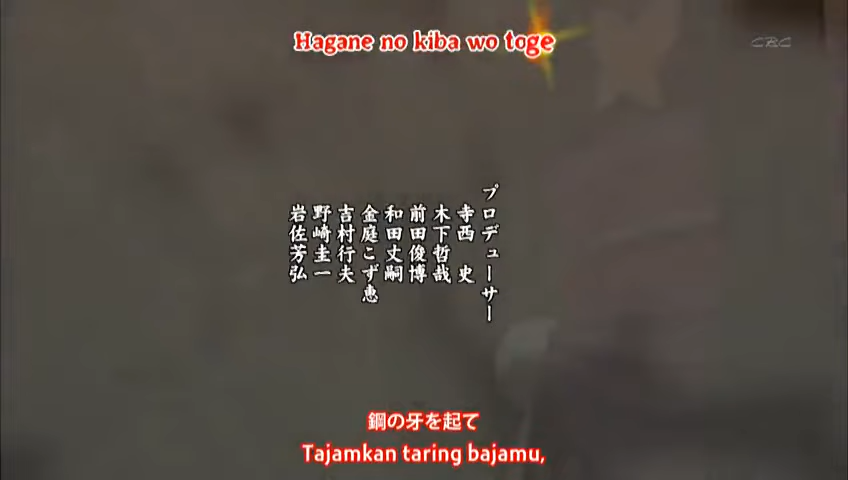 Hagane no kiba wo toge
CBC
プロデューサー
寺西 史
木下哲哉
前田俊博
和田丈嗣
金庭こず恵
吉村行夫
野崎圭一
岩佐芳弘
鋼の牙を起て
Tajamkan taring bajamu,